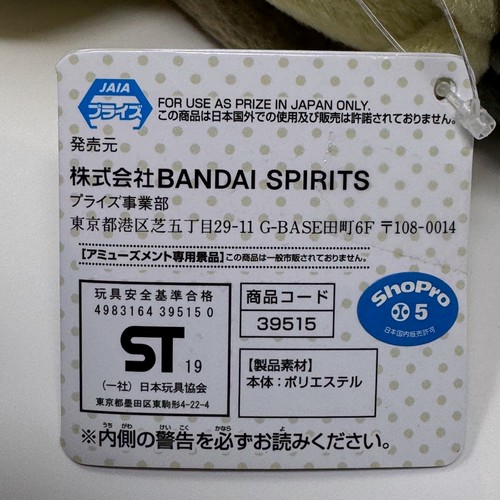 JAIA
プライズ
FOR USE AS PRIZE IN JAPAN ONLY.
この商品は日本国外での使用及び販売は許諾されておりません。
発売元
株式会社BANDAI SPIRITS
プライズ事業部
東京都港区芝五丁目29-11 G-BASE田町6F 〒108-0014
【アミューズメント専用景品】この商品は一般市販されておりません。
玩具安全基準合格
4983164 395150
ST 19
(一社)日本玩具協会
東京都墨田区東駒形4-22-4
商品コード
39515
ShoPro
小 5
日本国内販売許可
【製品素材】
本体:ポリエステル
※内側の警告を必ずお読みください。